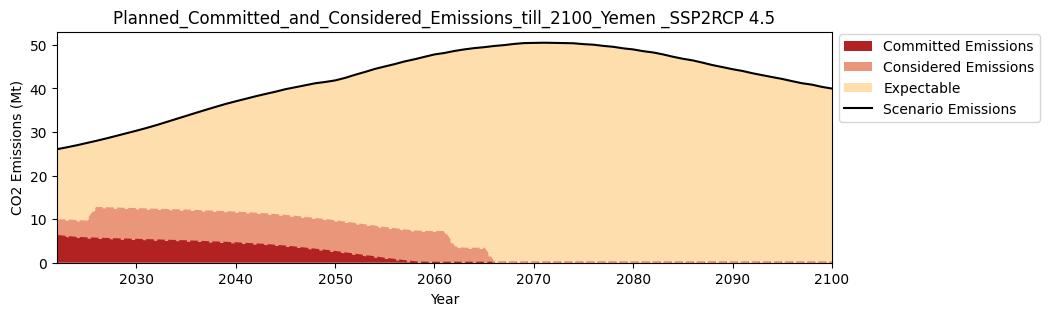 Planned_Committed_and_Considered_Emissions_till_2100_Yemen _SSP2RCP 4.5
CO2 Emissions (Mt)
50
40
30
20
10
0
2030 2040 2050 2060 2070 2080 2090 2100
Year
Committed Emissions
Considered Emissions
Expectable
Scenario Emissions